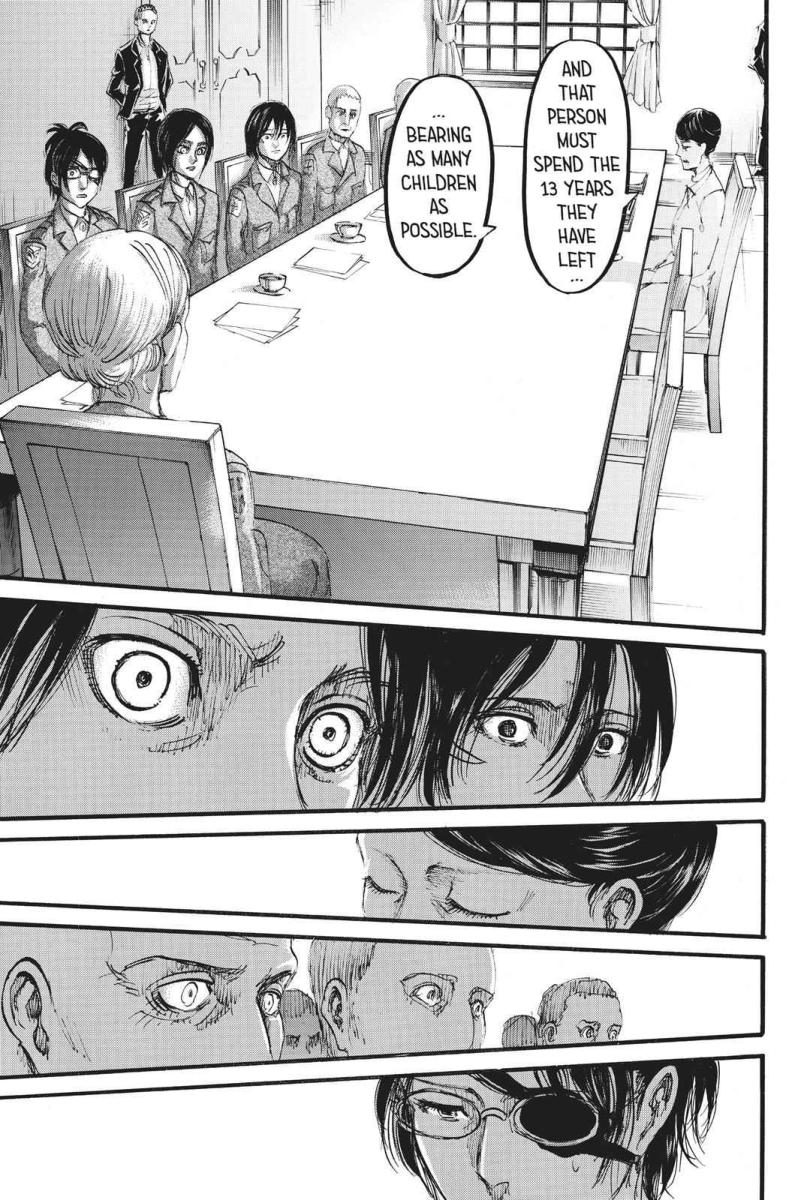 AND
THAT
PERSON
MUST
SPEND THE
13 YEARS
THEY
HAVE
LEFT
...
...
BEARING
AS MANY
CHILDREN
AS
POSSIBLE.